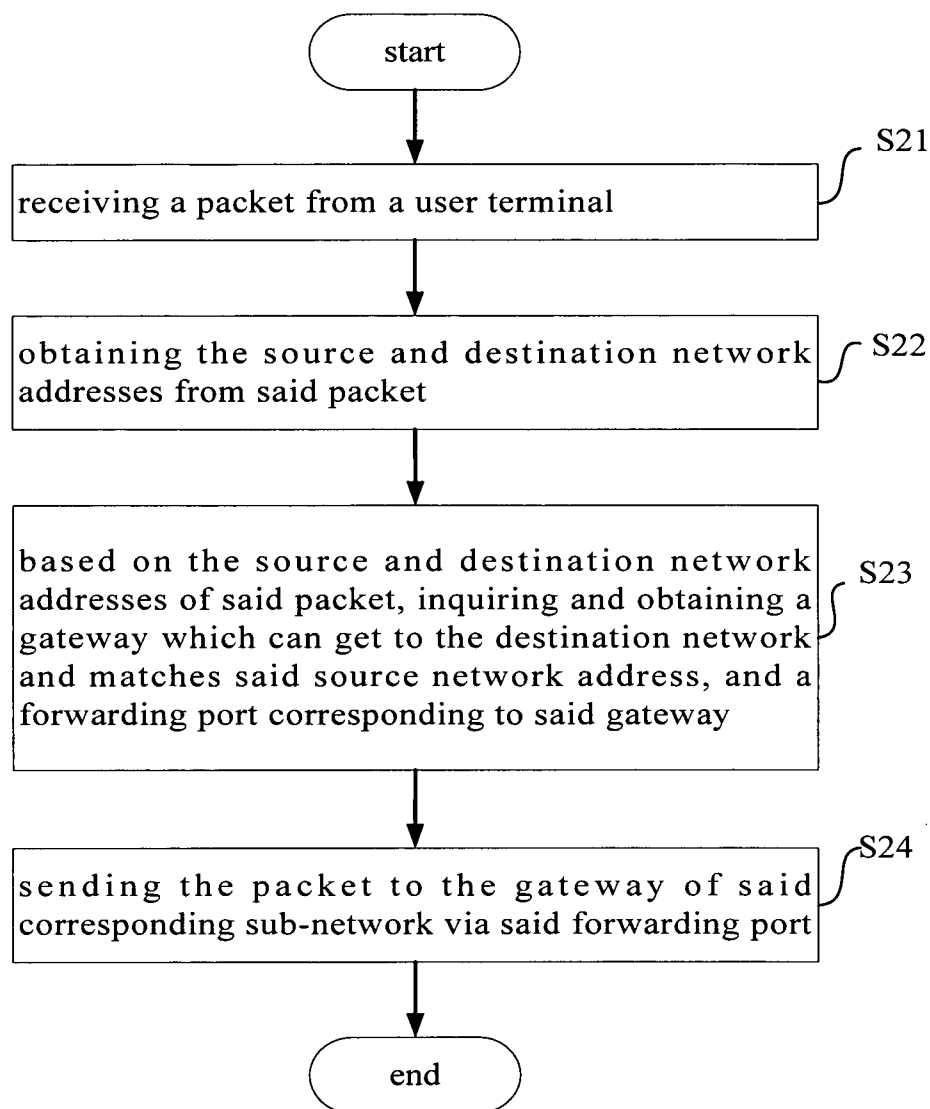 start
S21
receiving a packet from a user terminal
S22
obtaining the source and destination network
addresses from said packet
S23
based on the source and destination network
addresses of said packet, inquiring and obtaining a
gateway which can get to the destination network
and matches said source network address, and a
forwarding port corresponding to said gateway
S24
sending the packet to the gateway of said
corresponding sub-network via said forwarding port
end